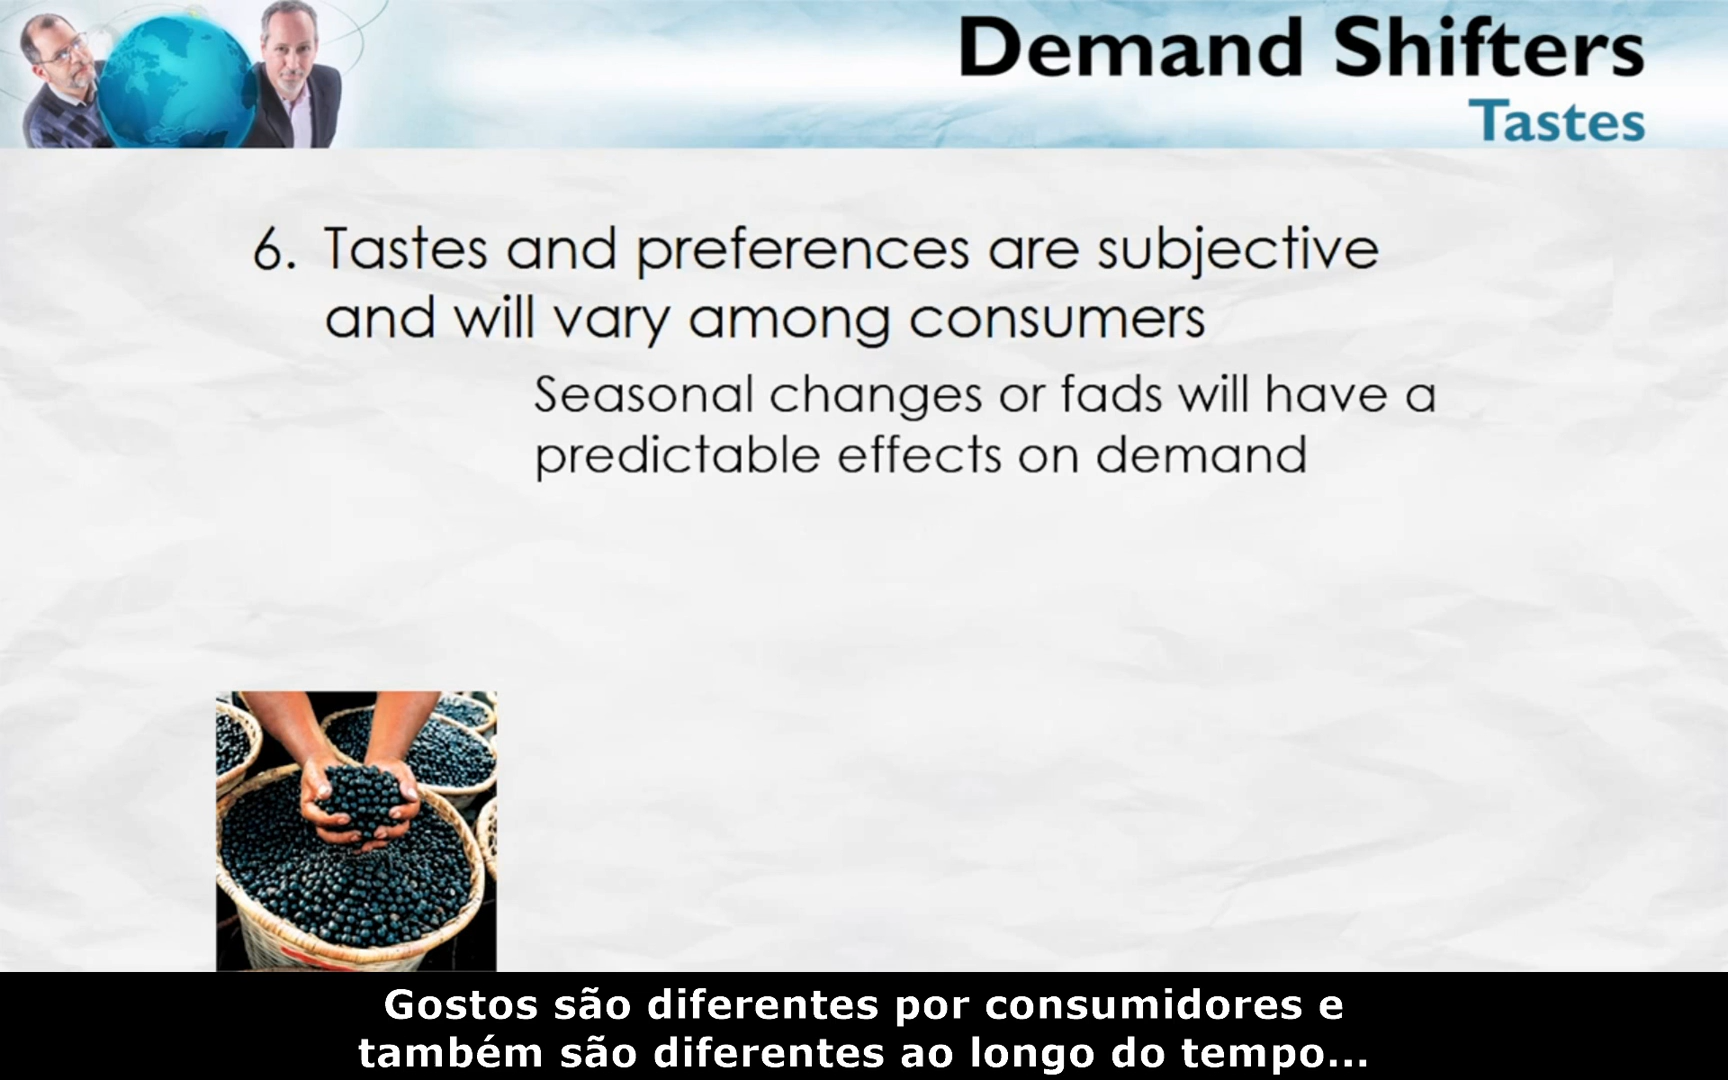 Demand Shifters
Tastes
6. Tastes and preferences are subjective
and will vary among consumers
Seasonal changes or fads will have a
predictable effects on demand
Gostos são diferentes por consumidores e
também são diferentes ao longo do tempo...